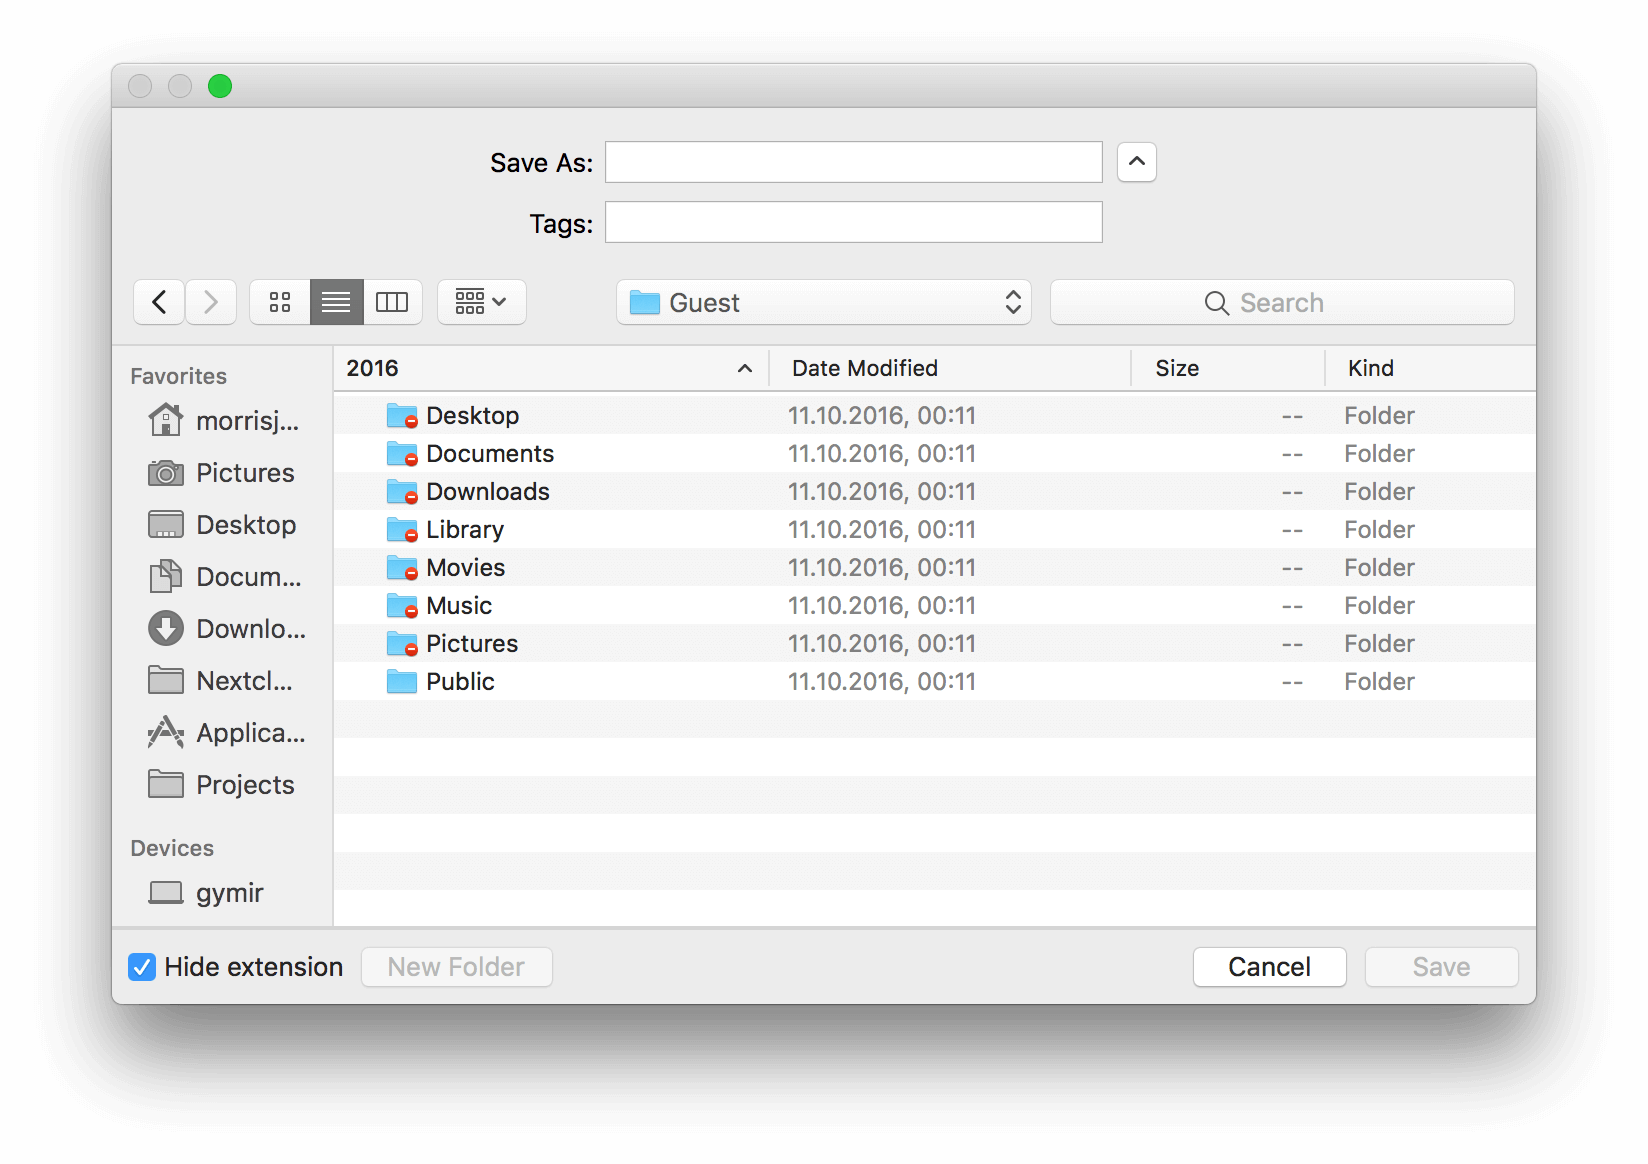 Save As:
Tags:
Guest
Search
Favorites
morrisj...
Pictures
Desktop
Docum...
Downlo...
Nextcl...
Applica...
Projects
Devices
gymir
2016 Date Modified Size Kind
Desktop 11.10.2016, 00:11 -- Folder
Documents 11.10.2016, 00:11 -- Folder
Downloads 11.10.2016, 00:11 -- Folder
Library 11.10.2016, 00:11 -- Folder
Movies 11.10.2016, 00:11 -- Folder
Music 11.10.2016, 00:11 -- Folder
Pictures 11.10.2016, 00:11 -- Folder
Public 11.10.2016, 00:11 -- Folder
Hide extension New Folder Cancel Save